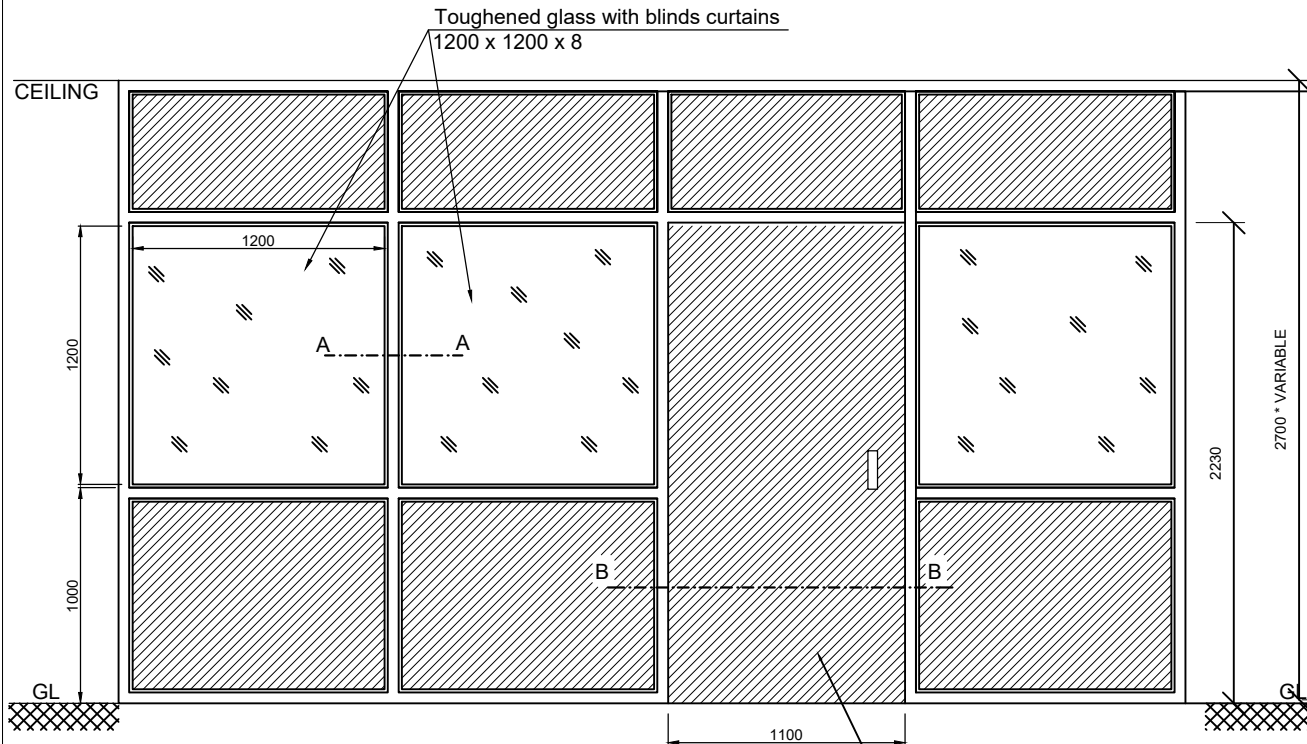 Toughened glass with blinds curtains
1200 x 1200 x 8
CEILING
1200
1200
A
A
2700 * VARIABLE
2230
1000
B
B
GL
GL
1100